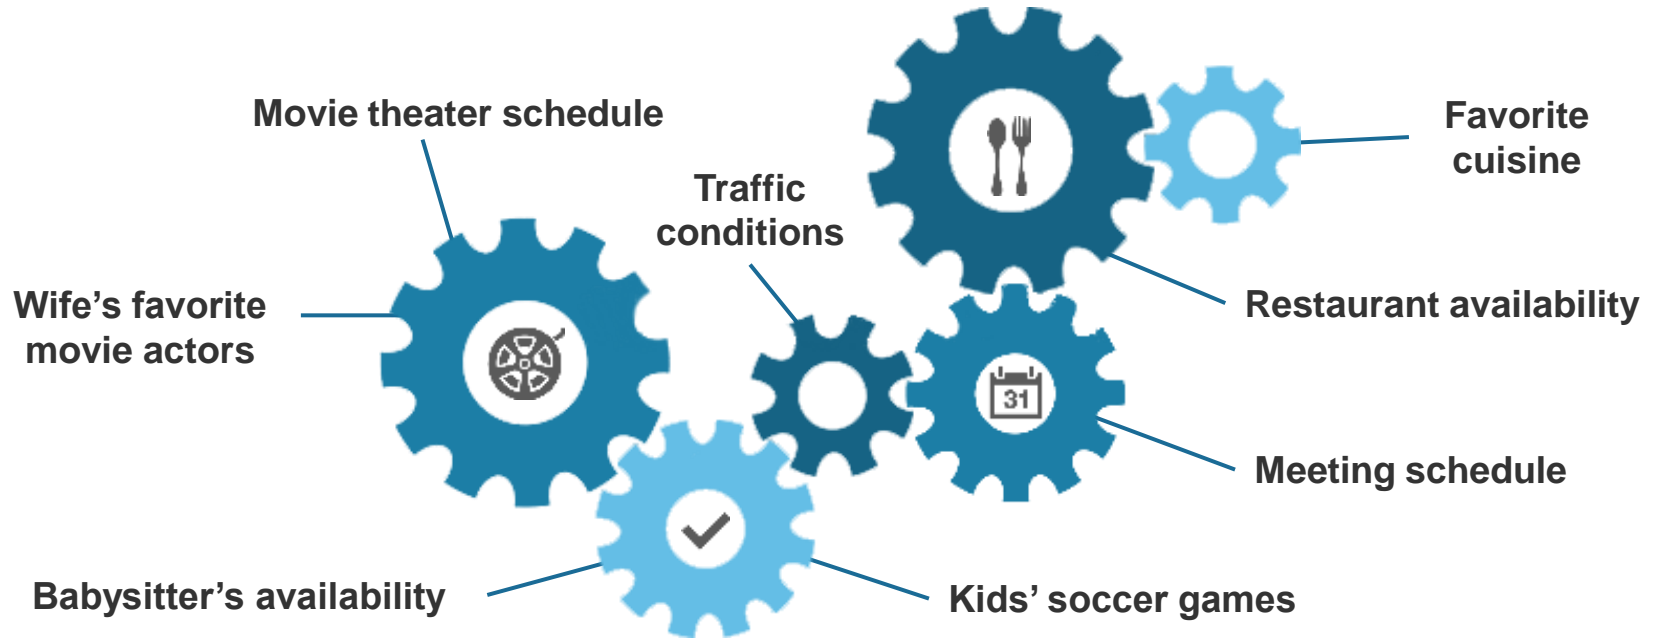 Movie theater schedule
Favorite
cuisine
Traffic
conditions
Wife’s favorite
movie actors
Restaurant availability
31
Meeting schedule
Babysitter’s availability
Kids’ soccer games